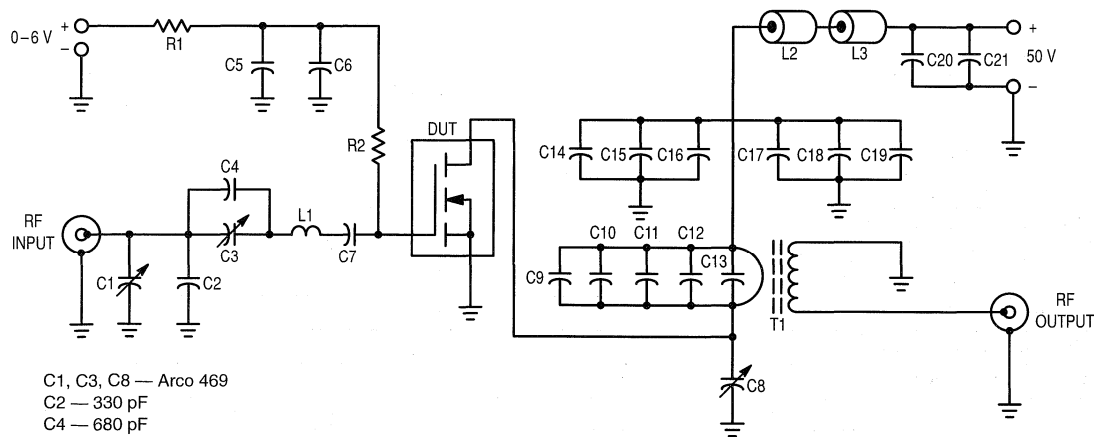 +
0–6 V
−
R1
C5
C6
R2
DUT
L2
L3
+
50 V
−
C20
C21
C14
C15
C16
C17
C18
C19
C4
RF
INPUT
C3
L1
C7
C1
C2
C9
C10
C11
C12
C13
T1
RF
OUTPUT
C8
C1, C3, C8 — Arco 469
C2 — 330 pF
C4 — 680 pF